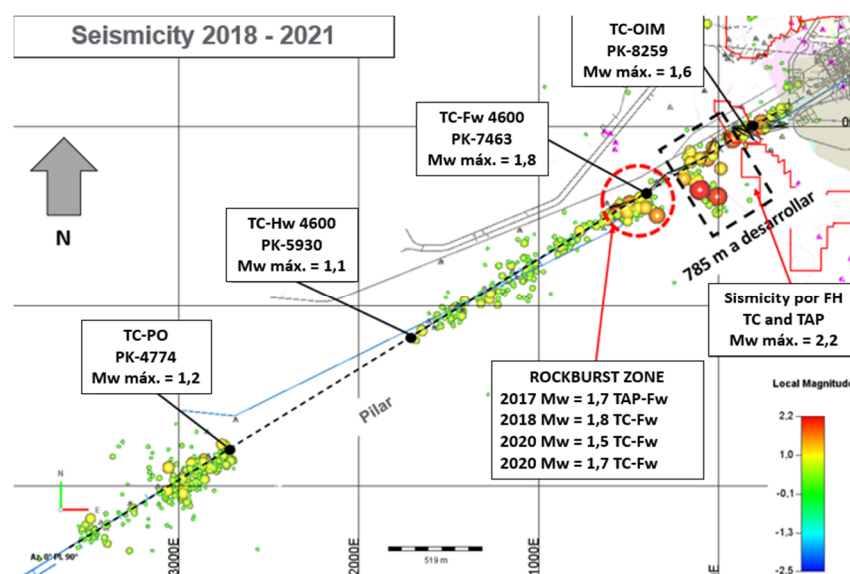 Seismicity 2018 - 2021
TC-OIM
PK-8259
Mw máx. = 1,6
TC-Fw 4600
PK-7463
Mw máx. = 1,8
N
TC-Hw 4600
PK-5930
Mw máx. = 1,1
785 m a desarrollar
TC-PO
PK-4774
Mw máx. = 1,2
Sismicity por FH
TC and TAP
Mw máx. = 2,2
Pilar
ROCKBURST ZONE
2017 Mw = 1,7 TAP-Fw
2018 Mw = 1,8 TC-Fw
2020 Mw = 1,5 TC-Fw
2020 Mw = 1,7 TC-Fw
Local Magnitude
2,2
1,0
-0,1
-1,3
-2.5
N
E
Az. 0° Pl. 90°
3000E
2000E
1000E
519 m